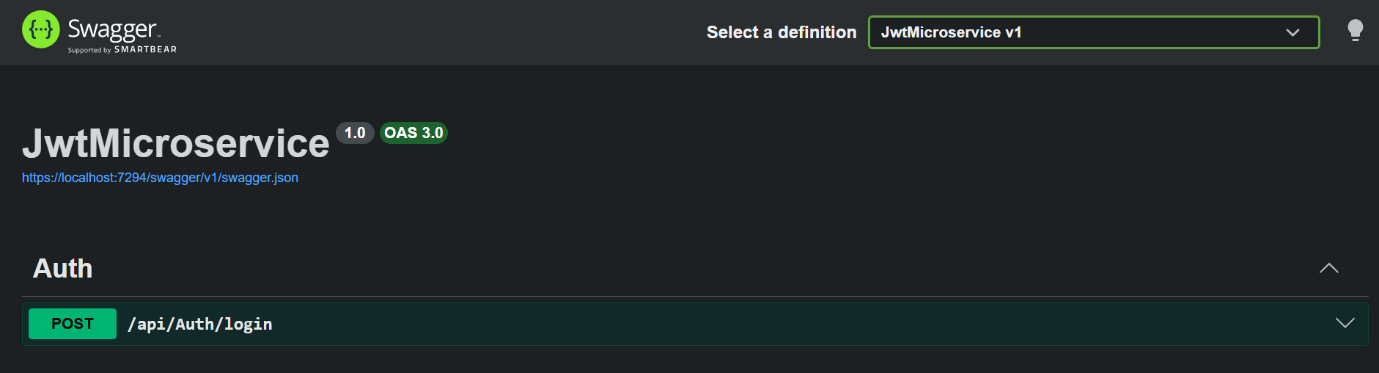 Swagger
Supported by SMARTBEAR
Select a definition
JwtMicroservice v1
JwtMicroservice 1.0 OAS 3.0
https://localhost:7294/swagger/v1/swagger.json
Auth
POST /api/Auth/login